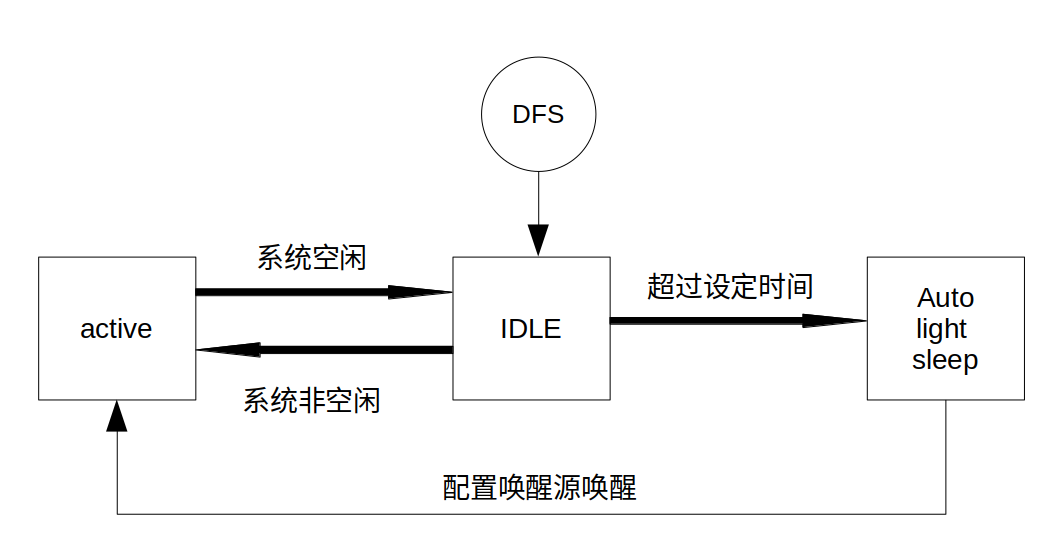 DFS
系统空闲
超过设定时间
active
IDLE
Auto
light
sleep
系统非空闲
配置唤醒源唤醒